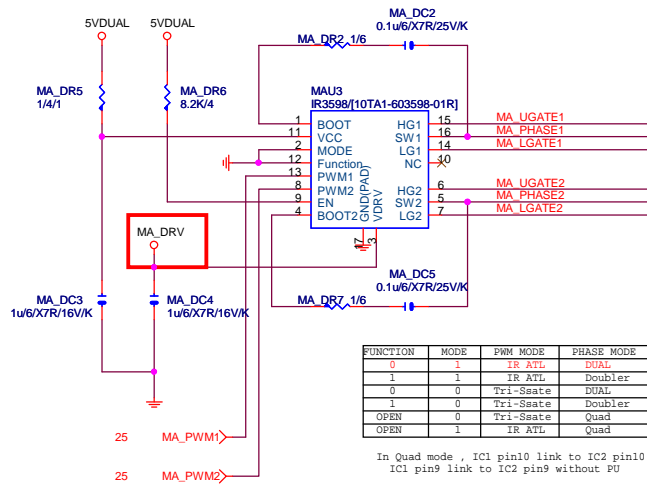 5VDUAL
5VDUAL
MA_DR5
1/4/1
MA_DR6
8.2K/4
MA_DR2 1/6
MA_DC2
0.1u/6/X7R/25V/K
MAU3
IR3598/[10TA1-603598-01R]
1 BOOT
11 VCC
2 MODE
12 Function
13 PWM1
8 PWM2
9 EN
4 BOOT2
HG1 15 MA_UGATE1
SW1 16 MA_PHASE1
LG1 14 MA_LGATE1
NC 10
HG2 6 MA_UGATE2
SW2 5 MA_PHASE2
LG2 7 MA_LGATE2
GND(PAD) 17
VDRV 3
MA_DRV
MA_DC3
1u/6/X7R/16V/K
MA_DC4
1u/6/X7R/16V/K
MA_DR7 1/6
MA_DC5
0.1u/6/X7R/25V/K
25 MA_PWM1
25 MA_PWM2
FUNCTION MODE PWM MODE PHASE MODE
0 1 IR ATL DUAL
1 1 IR ATL Doubler
0 0 Tri-Ssate DUAL
1 0 Tri-Ssate Doubler
OPEN 0 Tri-Ssate Quad
OPEN 1 IR ATL Quad
In Quad mode , IC1 pin10 link to IC2 pin10
IC1 pin9 link to IC2 pin9 without PU